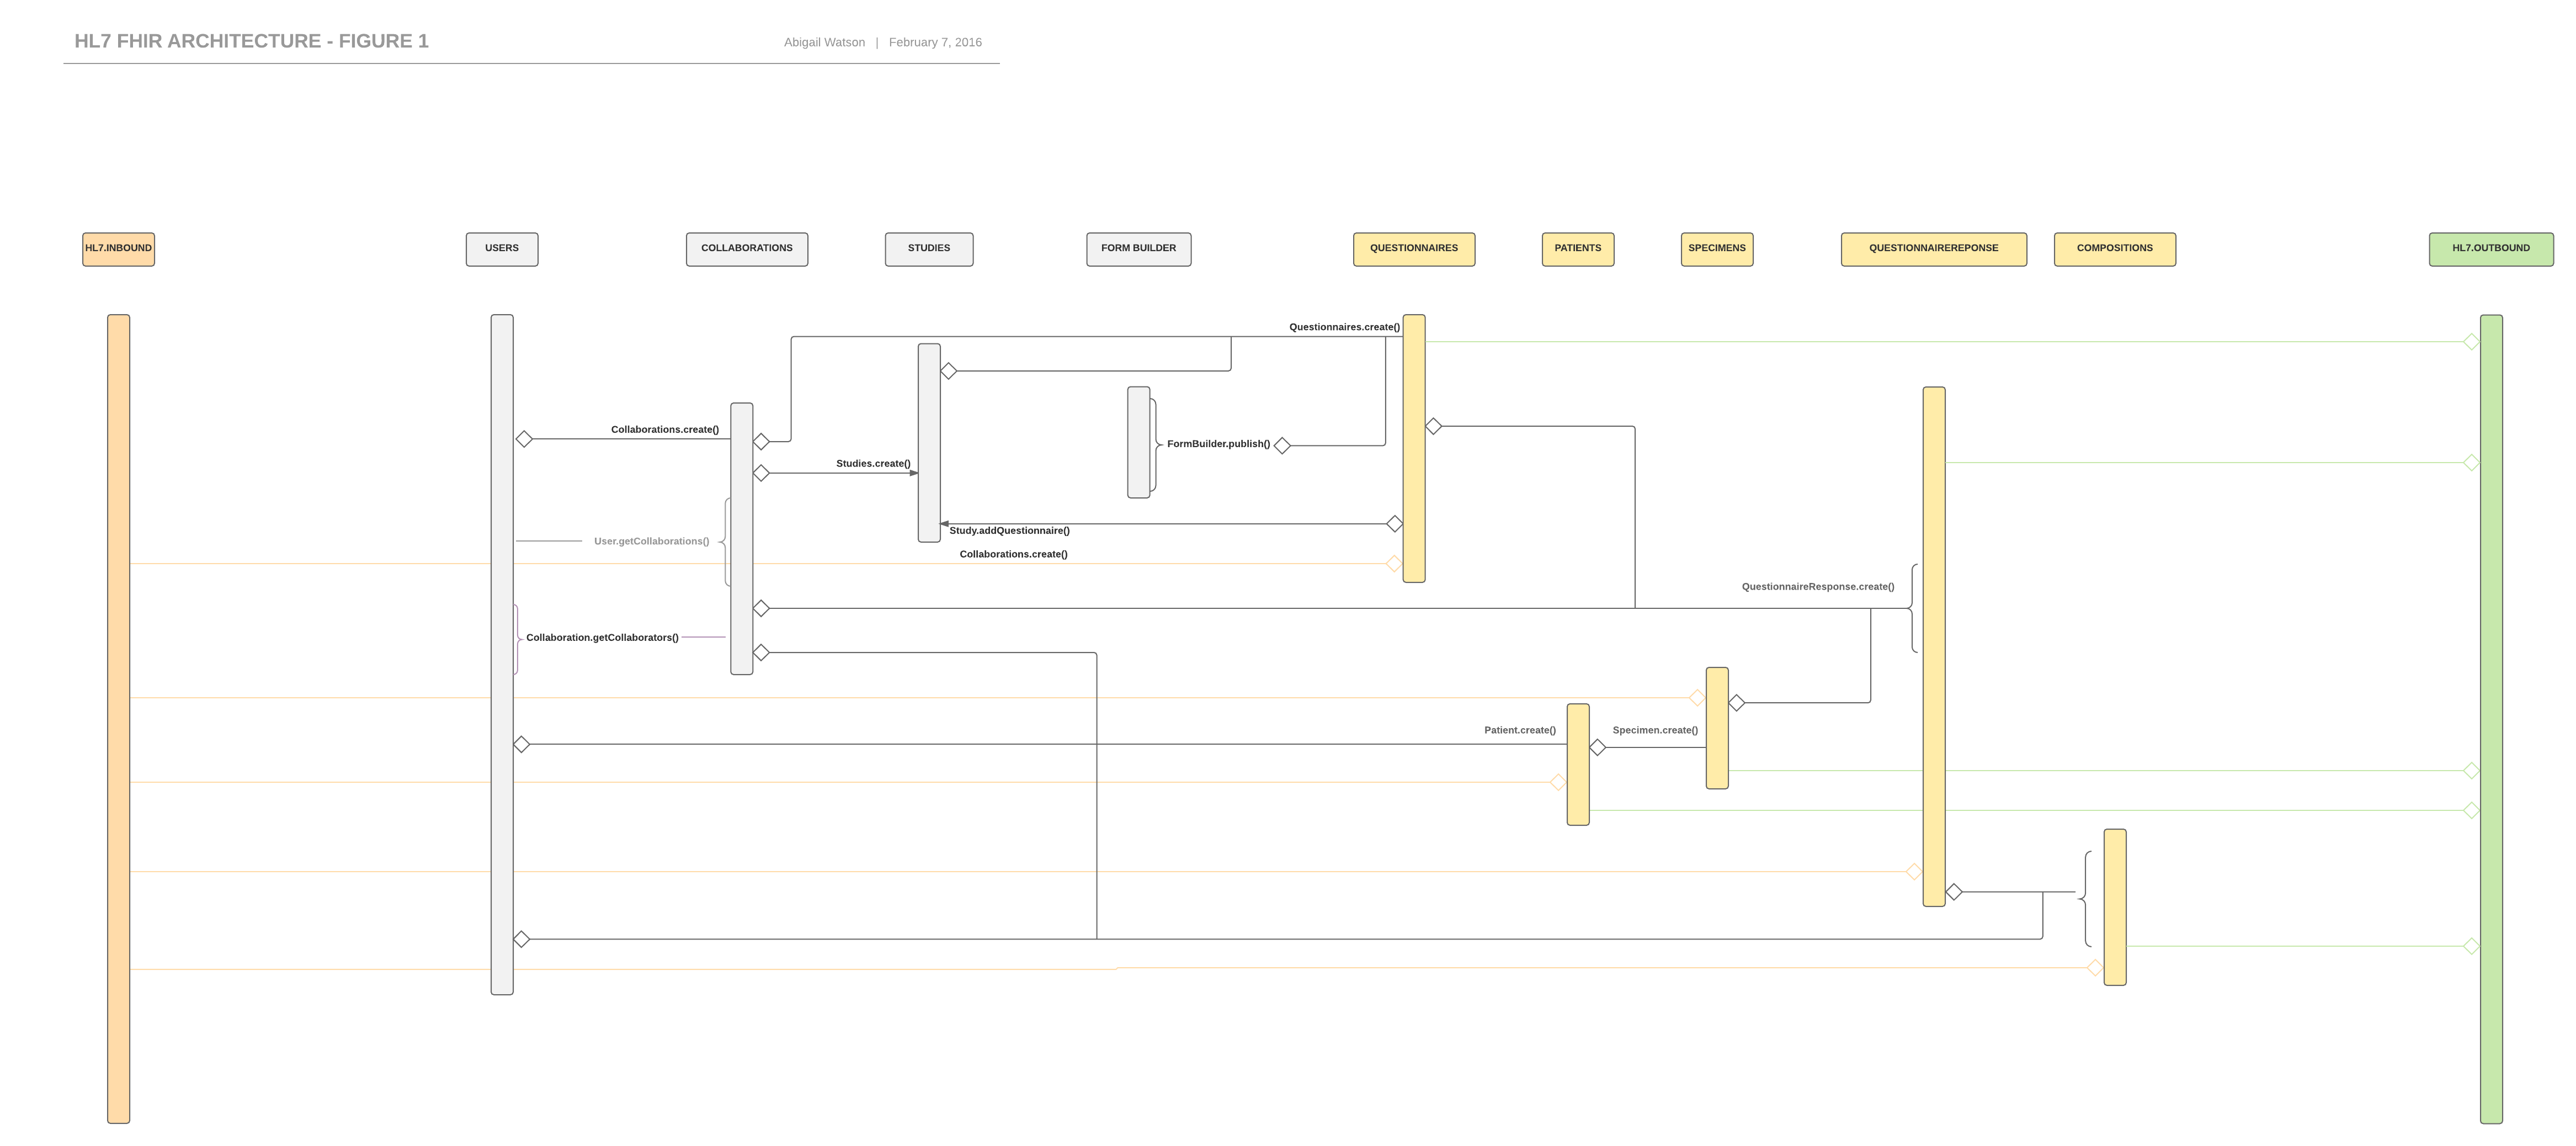 HL7 FHIR ARCHITECTURE - FIGURE 1
Abigail Watson | February 7, 2016
HL7.INBOUND
USERS
COLLABORATIONS
STUDIES
FORM BUILDER
QUESTIONNAIRES
PATIENTS
SPECIMENS
QUESTIONNAIREREPONSE
COMPOSITIONS
HL7.OUTBOUND
Questionnaires.create()
Collaborations.create()
FormBuilder.publish()
Studies.create()
Study.addQuestionnaire()
User.getCollaborations()
Collaborations.create()
QuestionnaireResponse.create()
Collaboration.getCollaborators()
Patient.create()
Specimen.create()